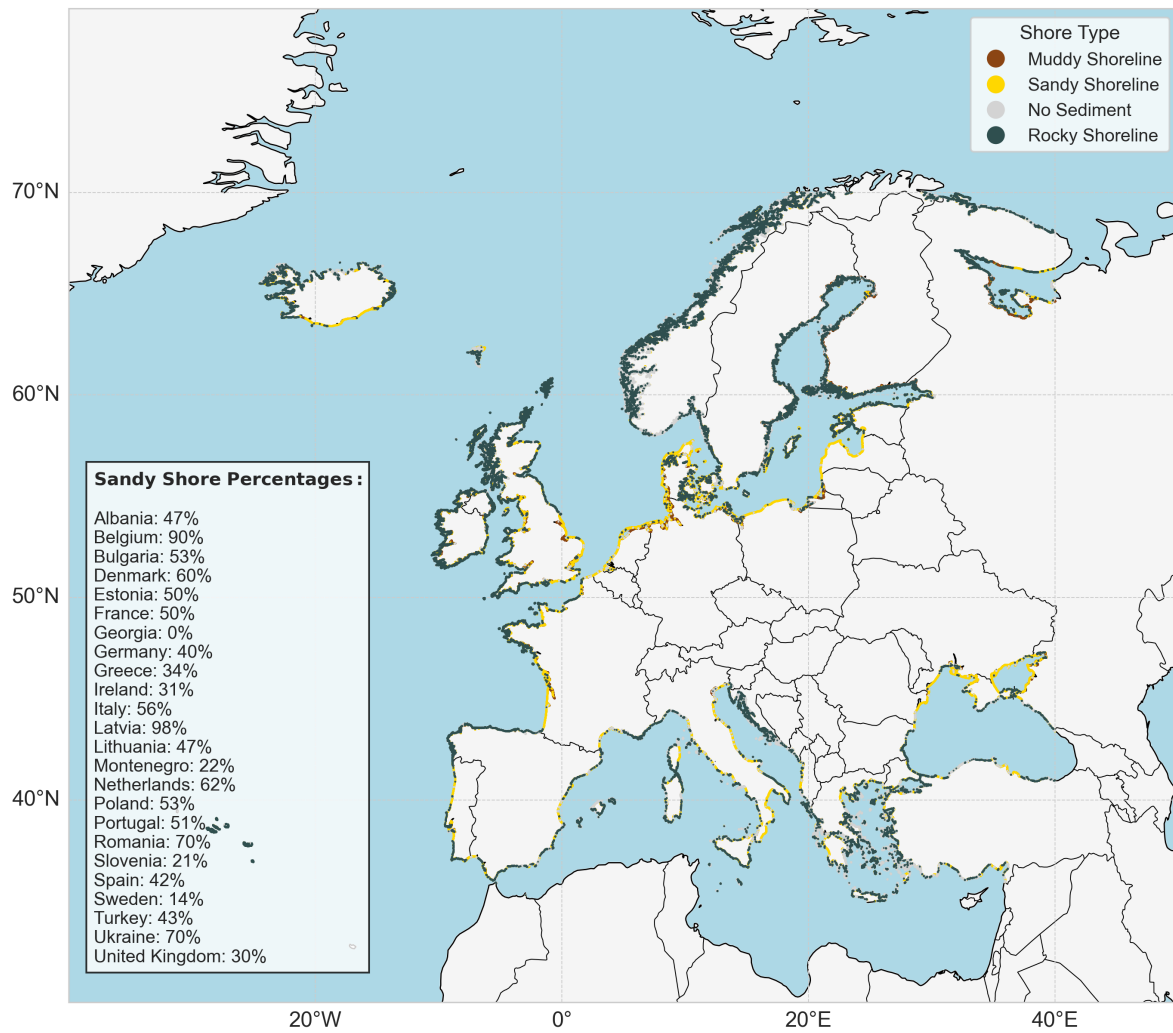 Shore Type
Muddy Shoreline
Sandy Shoreline
No Sediment
Rocky Shoreline
70°N
60°N
50°N
40°N
Sandy Shore Percentages:
Albania: 47%
Belgium: 90%
Bulgaria: 53%
Denmark: 60%
Estonia: 50%
France: 50%
Georgia: 0%
Germany: 40%
Greece: 34%
Ireland: 31%
Italy: 56%
Latvia: 98%
Lithuania: 47%
Montenegro: 22%
Netherlands: 62%
Poland: 53%
Portugal: 51%
Romania: 70%
Slovenia: 21%
Spain: 42%
Sweden: 14%
Turkey: 43%
Ukraine: 70%
United Kingdom: 30%
20°W
0°
20°E
40°E